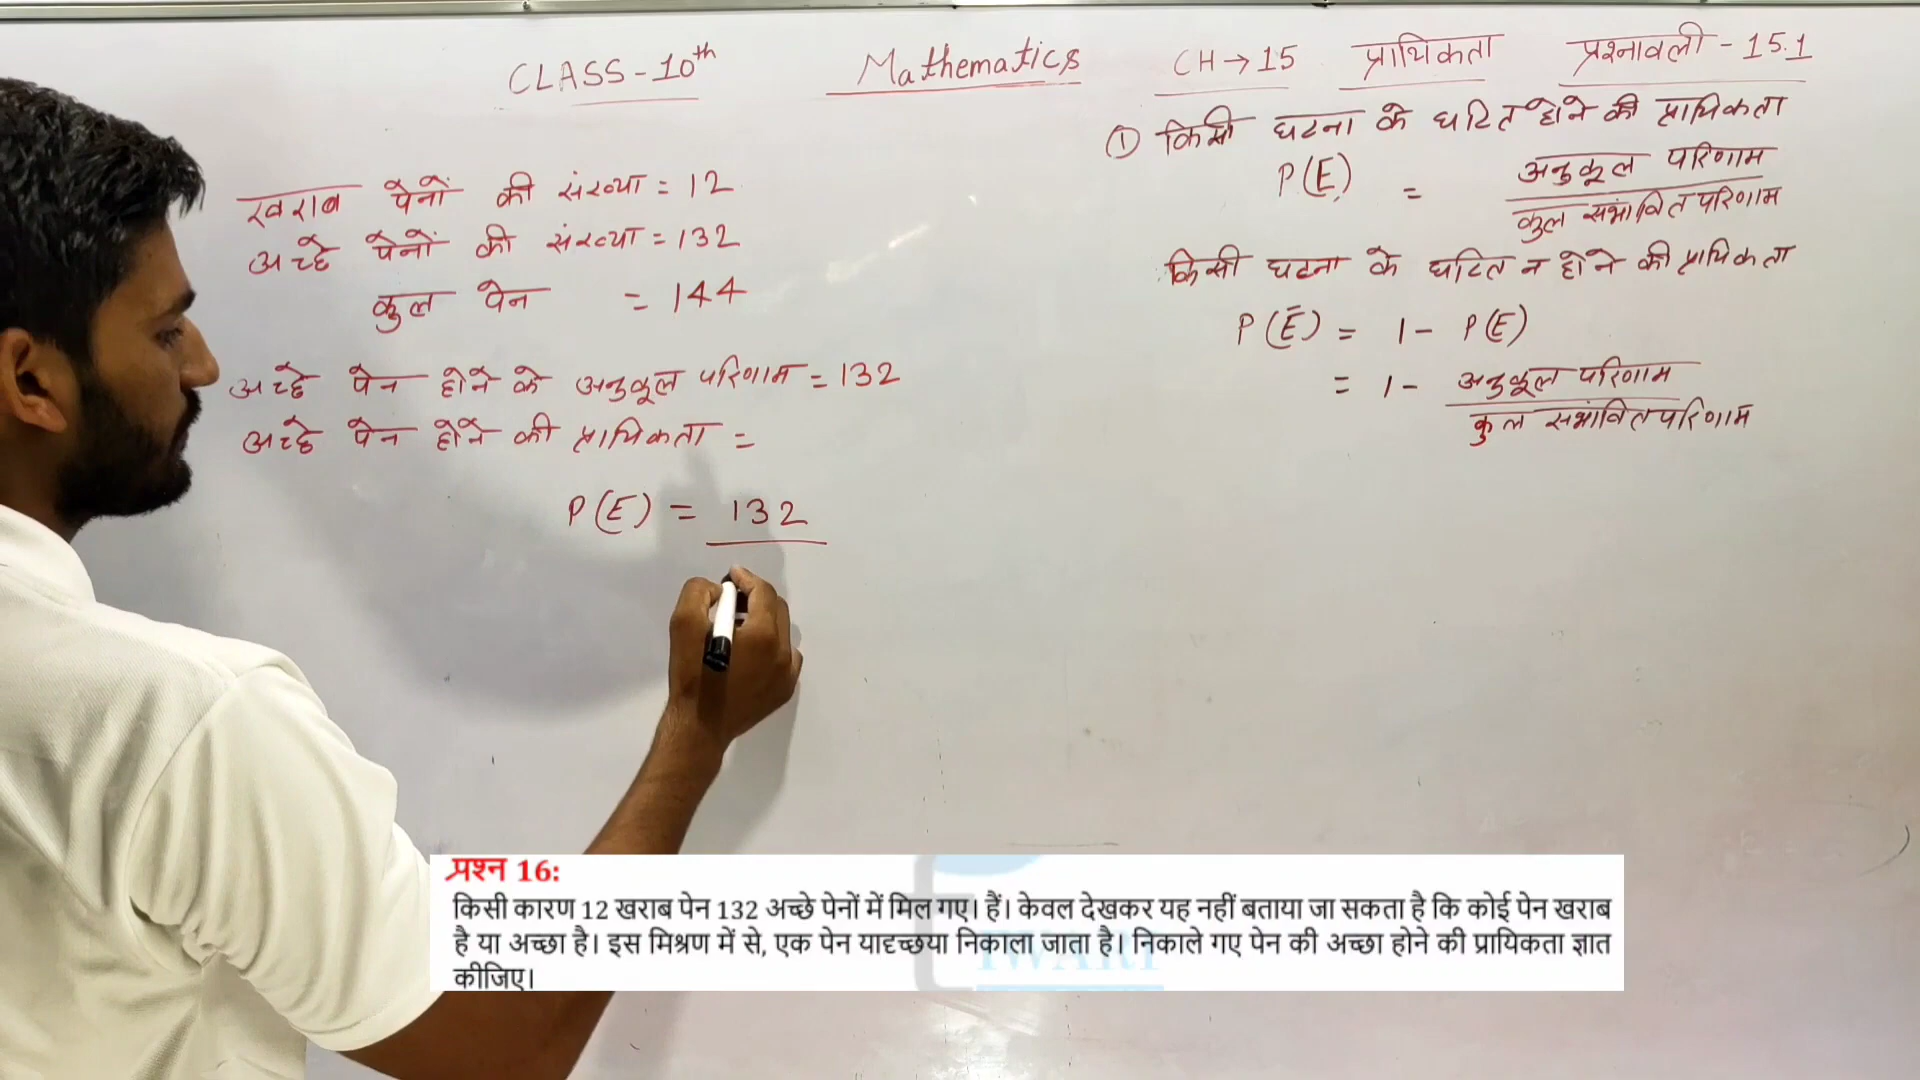 CLASS-10th Mathematics CH→15 प्रायिकता प्रश्नावली-15.1
खराब पेनों की संख्या = 12
अच्छे पेनों की संख्या = 132
कुल पेन = 144
अच्छे पेन होने के अनुकूल परिणाम = 132
अच्छे पेन होने की प्रायिकता =
P(E) = 132
① किसी घटना के घटित होने की प्रायिकता
P(E) = अनुकूल परिणाम
कुल सभांवित परिणाम
किसी घटना के घटित न होने की प्रायिकता
P(Ē) = 1 - P(E)
= 1 - अनुकूल परिणाम
कुल सभांवित परिणाम
प्रश्न 16:
किसी कारण 12 खराब पेन 132 अच्छे पेनों में मिल गए। हैं। केवल देखकर यह नहीं बताया जा सकता है कि कोई पेन खराब
है या अच्छा है। इस मिश्रण में से, एक पेन यादृच्छया निकाला जाता है। निकाले गए पेन की अच्छा होने की प्रायिकता ज्ञात
कीजिए।